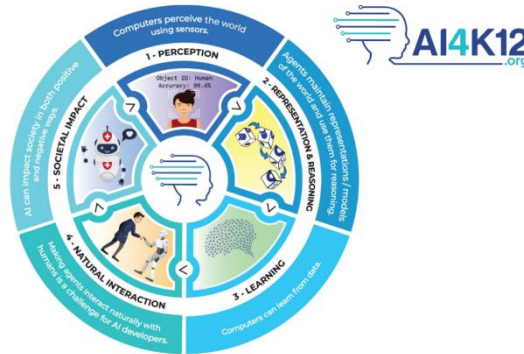 AI4K12
.org
Computers perceive the world
using sensors.
1 - PERCEPTION
Object ID: Human
Accuracy: 99.4%
Agents maintain representations / models
of the world and use them for reasoning.
2 - REPRESENTATION & REASONING
3 - LEARNING
Computers can learn from data.
4 - NATURAL INTERACTION
Making agents interact naturally with
humans is a challenge for AI developers.
5 - SOCIETAL IMPACT
AI can impact society in both positive
and negative ways.